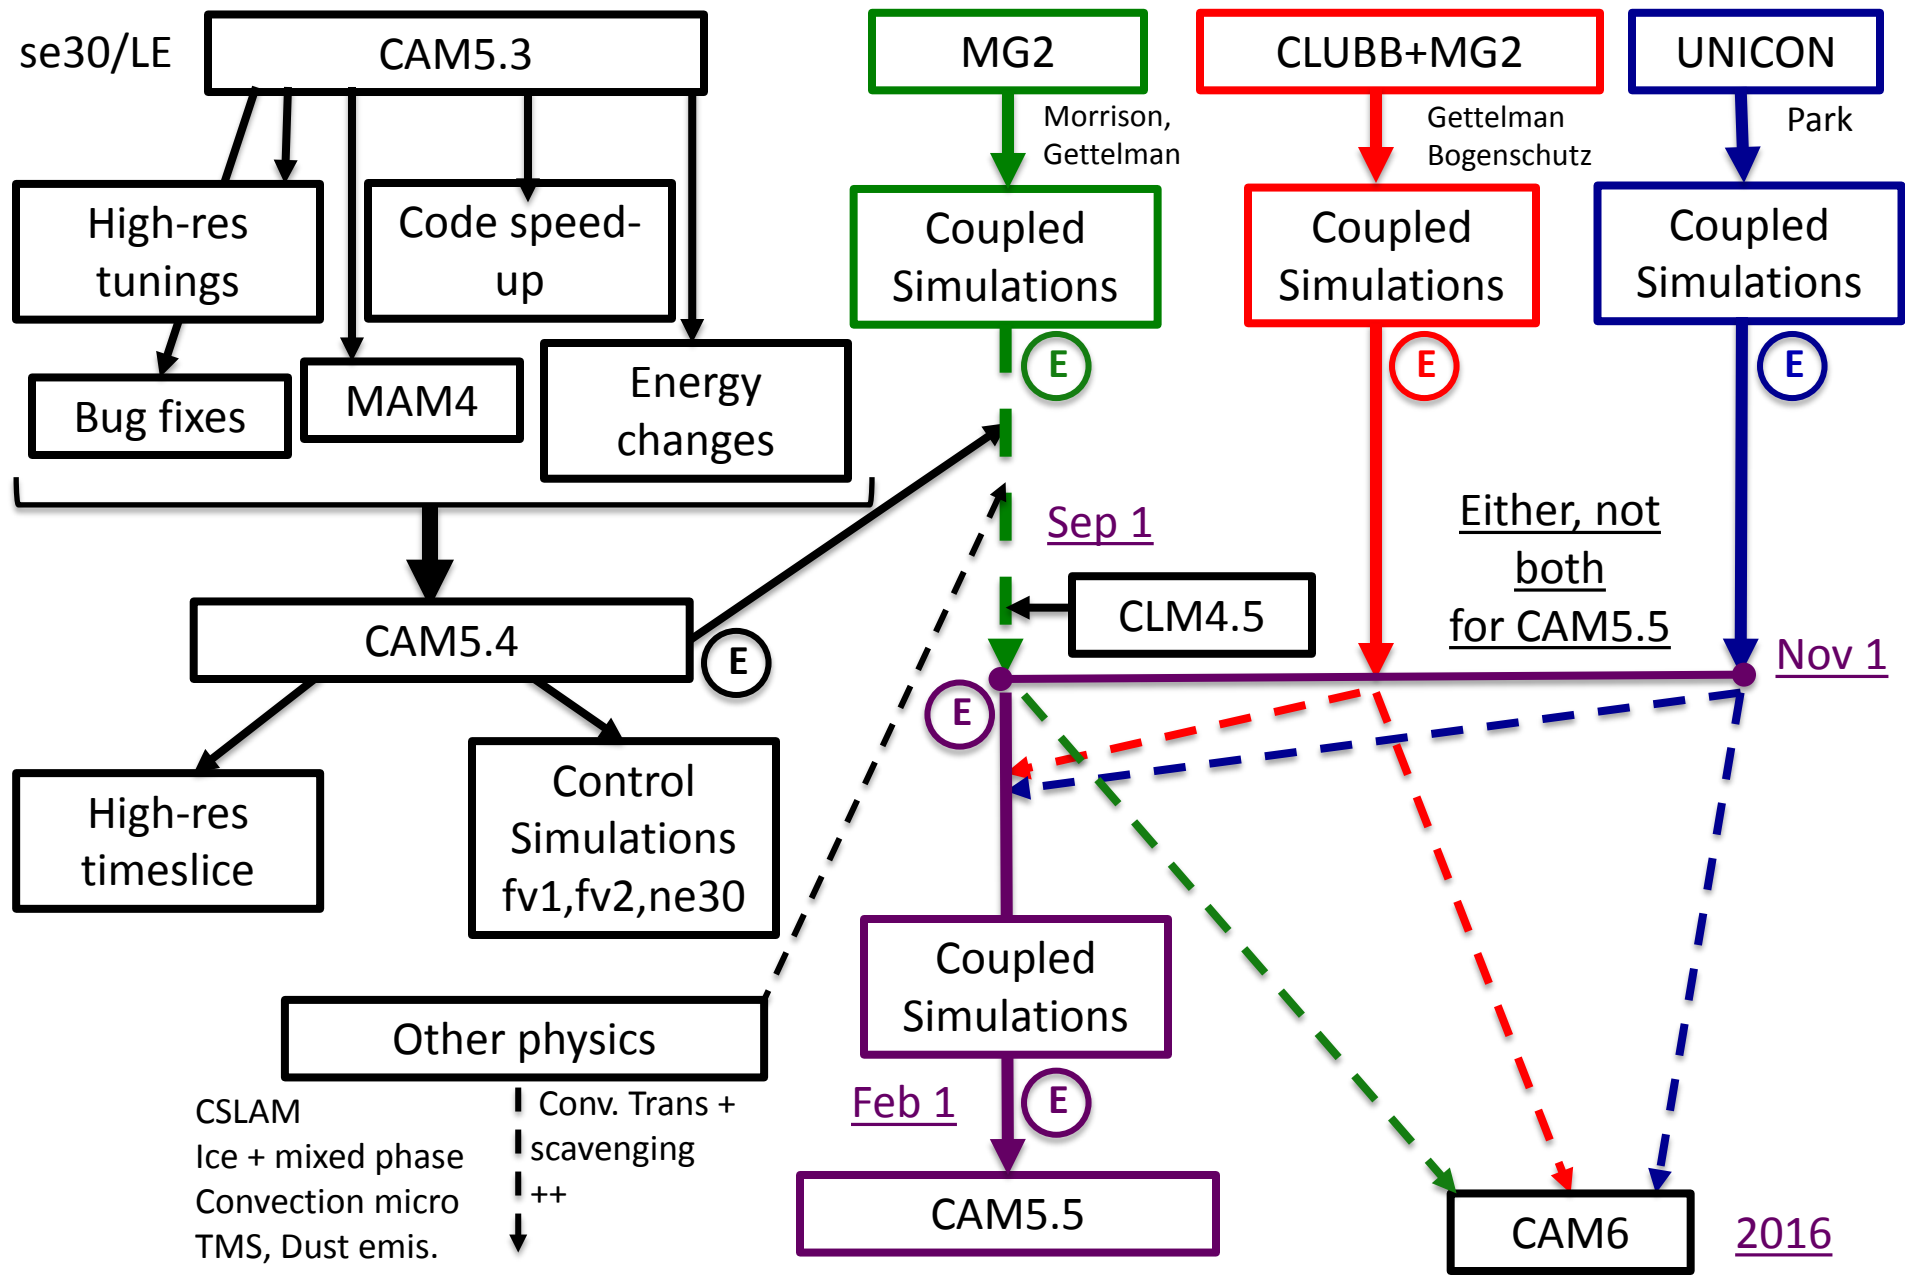 se30/LE
CAM5.3
MG2
CLUBB+MG2
UNICON
Morrison,
Gettelman
Gettelman
Bogenschutz
Park
High-res
tunings
Code speed-
up
Coupled
Simulations
Coupled
Simulations
Coupled
Simulations
Bug fixes
MAM4
Energy
changes
E
E
E
Sep 1
Either, not
both
for CAM5.5
CLM4.5
CAM5.4
E
Nov 1
E
High-res
timeslice
Control
Simulations
fv1,fv2,ne30
Coupled
Simulations
Other physics
CSLAM
Ice + mixed phase
Convection micro
TMS, Dust emis.
Conv. Trans +
scavenging
++
Feb 1
E
CAM5.5
CAM6
2016